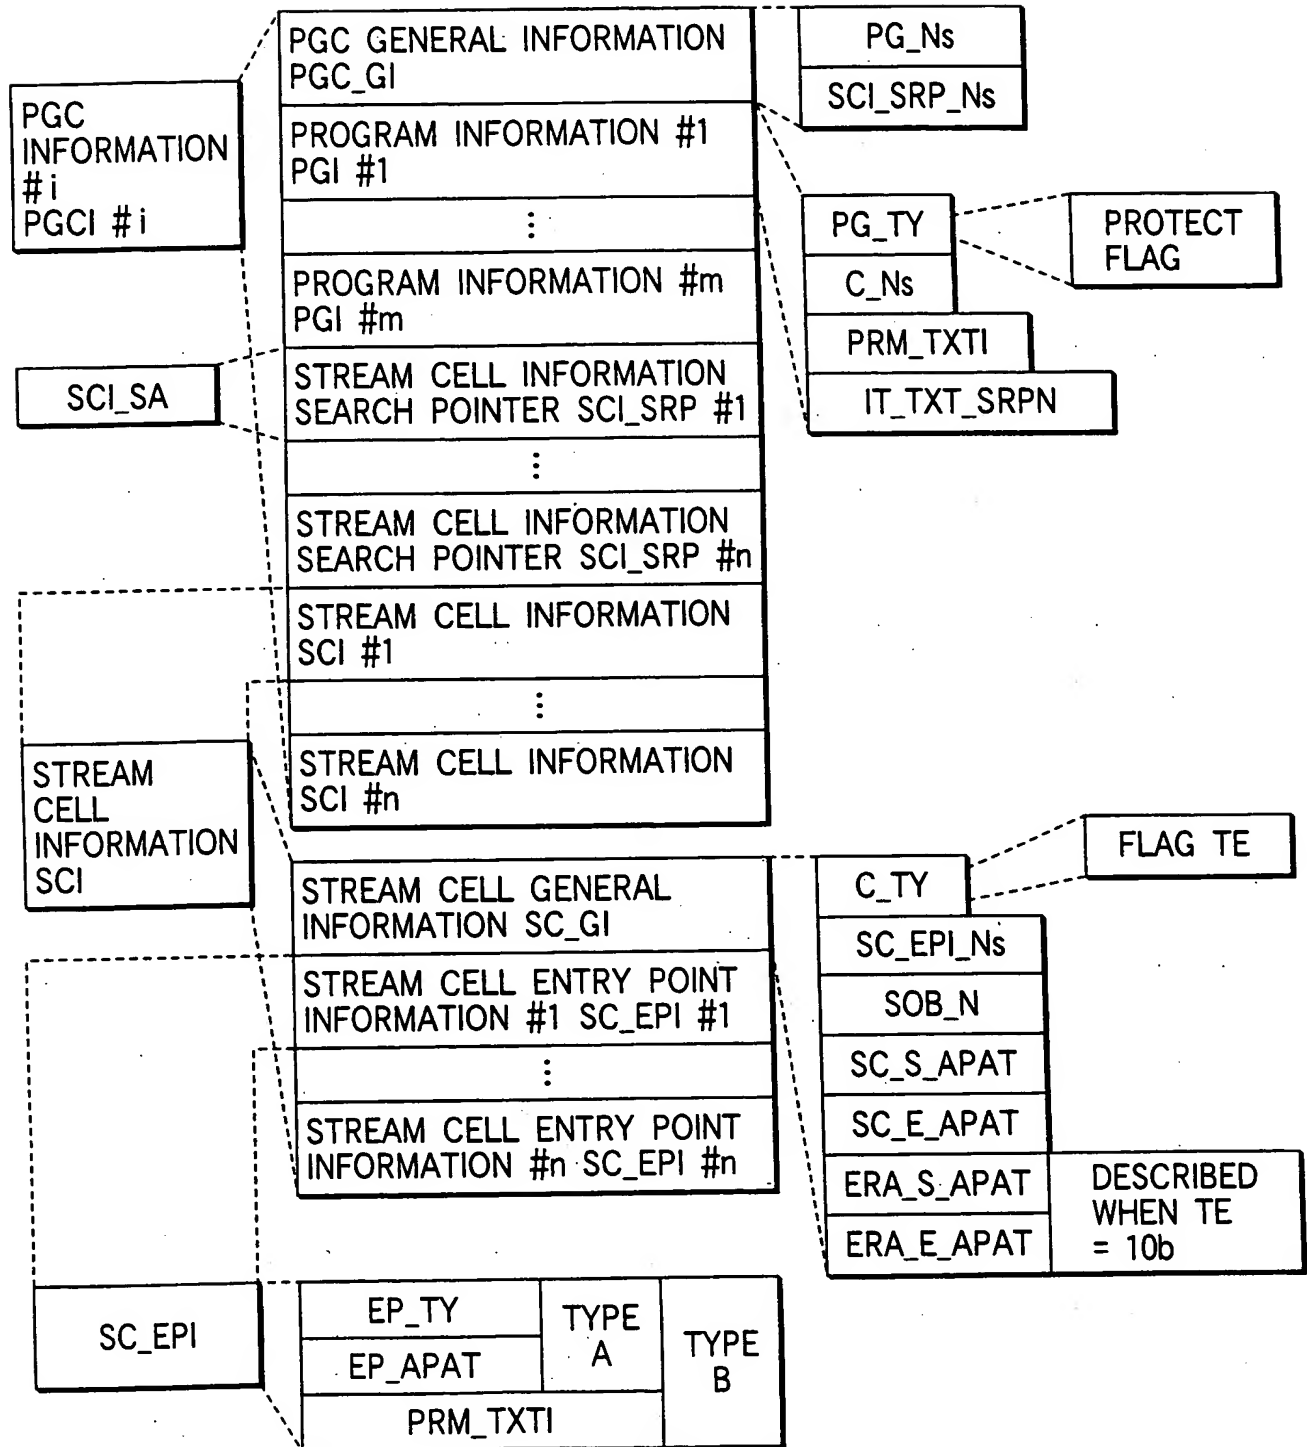 PGC GENERAL INFORMATION
PGC_GI
PG_Ns
SCI_SRP_Ns
PGC
INFORMATION
#i
PGCI #i
PROGRAM INFORMATION #1
PGI #1
⋮
PROGRAM INFORMATION #m
PGI #m
PG_TY
PROTECT
FLAG
C_Ns
PRM_TXTI
IT_TXT_SRPN
SCI_SA
STREAM CELL INFORMATION
SEARCH POINTER SCI_SRP #1
⋮
STREAM CELL INFORMATION
SEARCH POINTER SCI_SRP #n
STREAM CELL INFORMATION
SCI #1
⋮
STREAM CELL INFORMATION
SCI #n
STREAM
CELL
INFORMATION
SCI
STREAM CELL GENERAL
INFORMATION SC_GI
STREAM CELL ENTRY POINT
INFORMATION #1 SC_EPI #1
⋮
STREAM CELL ENTRY POINT
INFORMATION #n SC_EPI #n
C_TY
FLAG TE
SC_EPI_Ns
SOB_N
SC_S_APAT
SC_E_APAT
ERA_S_APAT
ERA_E_APAT
DESCRIBED
WHEN TE
= 10b
SC_EPI
EP_TY
EP_APAT
TYPE
A
TYPE
B
PRM_TXTI